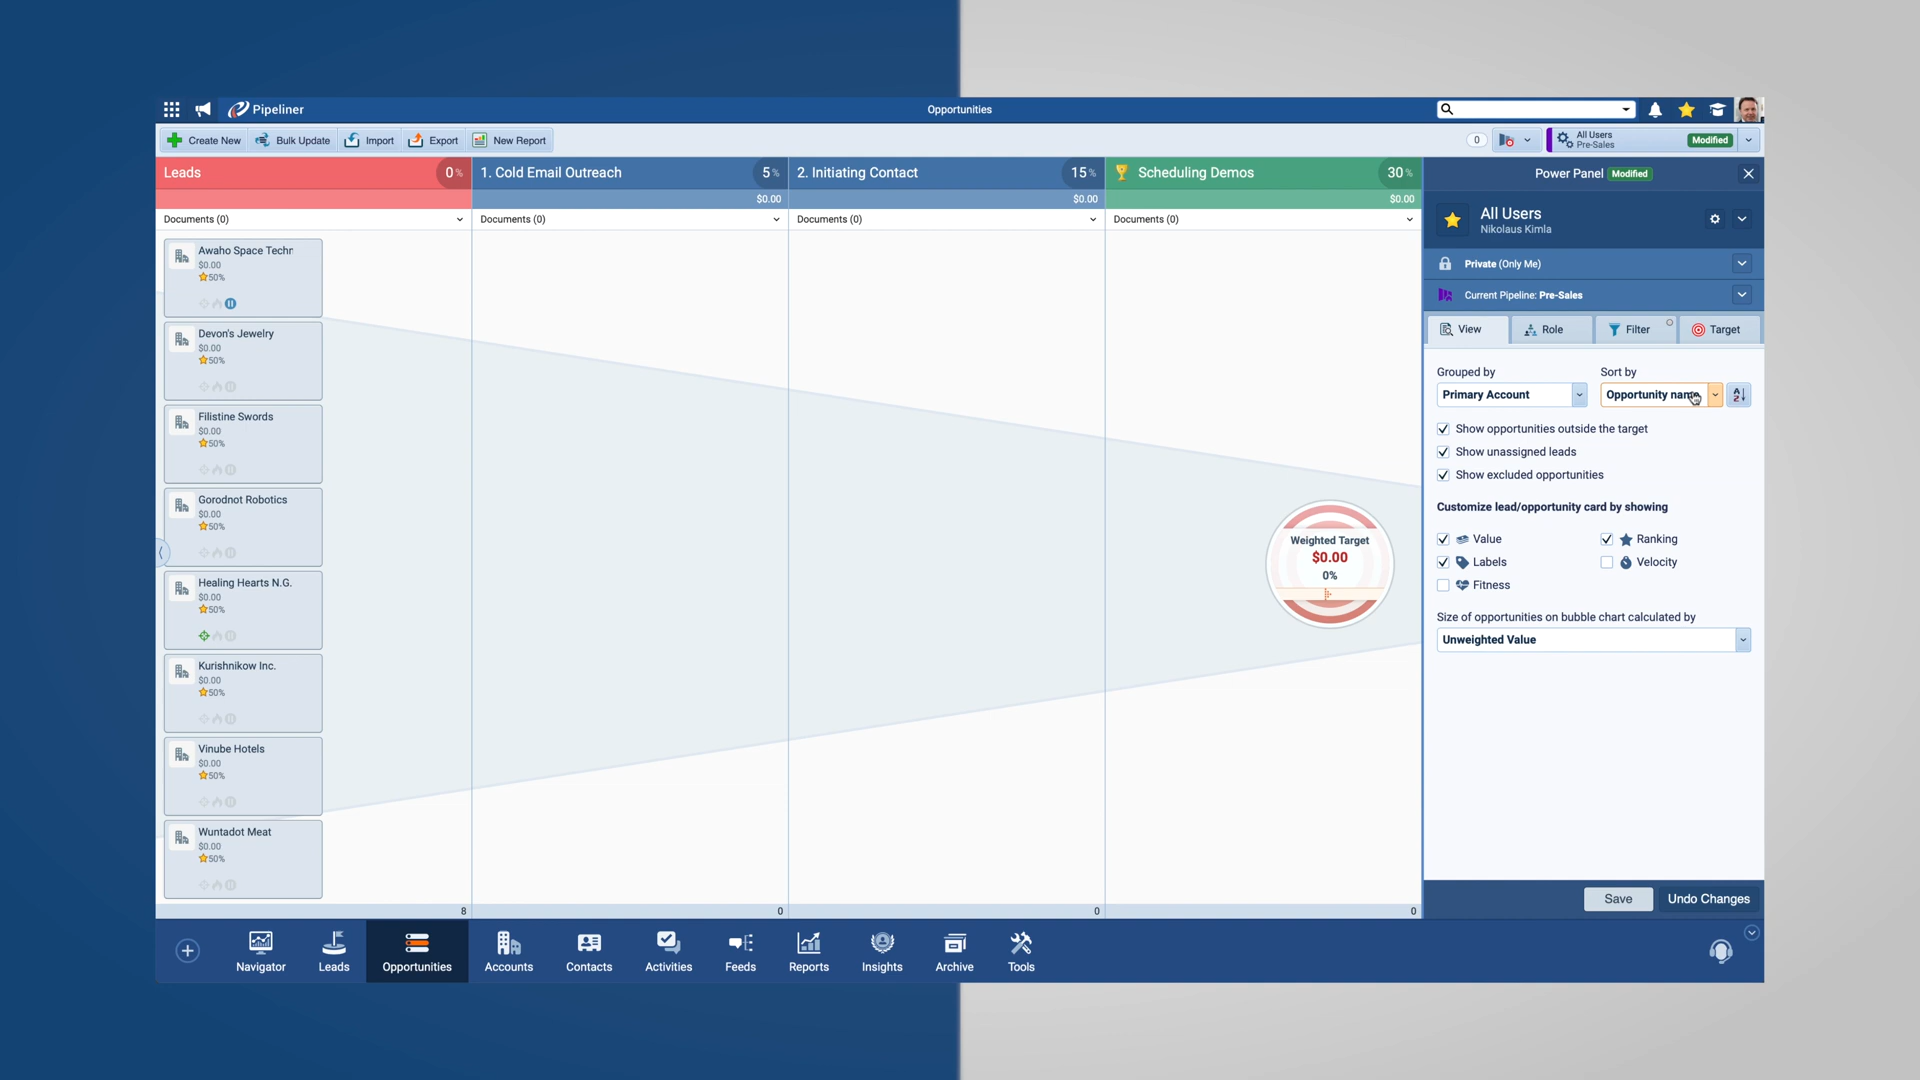 Pipeliner
Opportunities
Create New
Bulk Update
Import
Export
New Report
0
All Users
Pre-Sales
Modified
Leads
0%
1. Cold Email Outreach
5%
$0.00
2. Initiating Contact
15%
$0.00
Scheduling Demos
30%
$0.00
Documents (0)
Documents (0)
Documents (0)
Documents (0)
Awaho Space Techn
$0.00
50%
Devon's Jewelry
$0.00
50%
Filistine Swords
$0.00
50%
Gorodnot Robotics
$0.00
50%
Healing Hearts N.G.
$0.00
50%
Kurishnikow Inc.
$0.00
50%
Vinube Hotels
$0.00
50%
Wuntadot Meat
$0.00
50%
Weighted Target
$0.00
0%
8
0
0
0
Power Panel Modified
All Users
Nikolaus Kimla
Private (Only Me)
Current Pipeline: Pre-Sales
View
Role
Filter
Target
Grouped by
Primary Account
Sort by
Opportunity name
Show opportunities outside the target
Show unassigned leads
Show excluded opportunities
Customize lead/opportunity card by showing
Value
Ranking
Labels
Velocity
Fitness
Size of opportunities on bubble chart calculated by
Unweighted Value
Save
Undo Changes
Navigator
Leads
Opportunities
Accounts
Contacts
Activities
Feeds
Reports
Insights
Archive
Tools